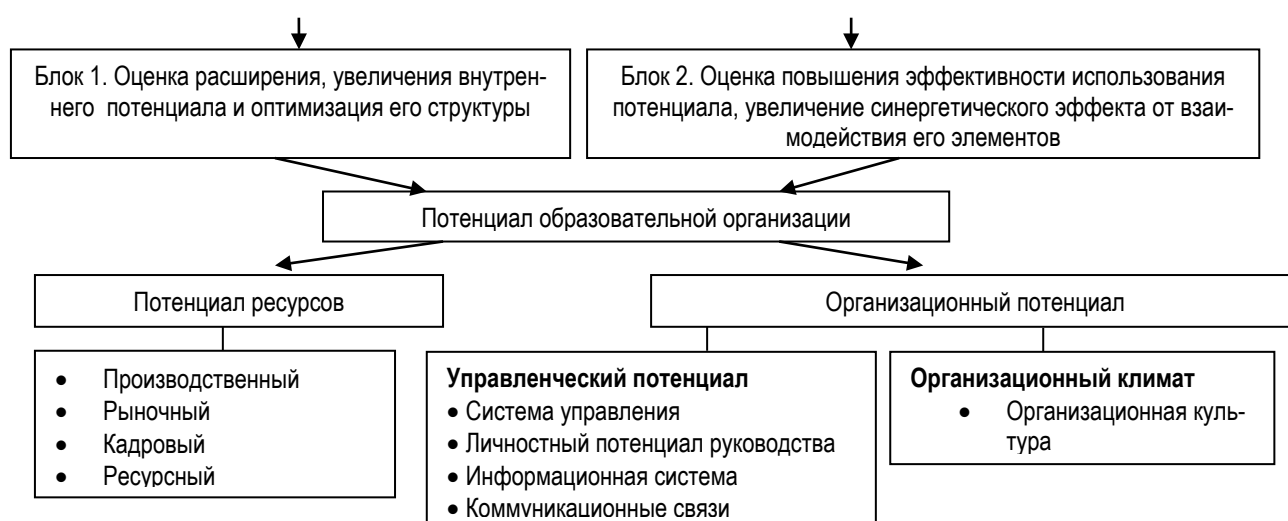 Блок 1. Оценка расширения, увеличения внутрен-
него потенциала и оптимизация его структуры
Блок 2. Оценка повышения эффективности использования
потенциала, увеличение синергетического эффекта от взаи-
модействия его элементов
Потенциал образовательной организации
Потенциал ресурсов
Организационный потенциал
• Производственный
• Рыночный
• Кадровый
• Ресурсный
Управленческий потенциал
• Система управления
• Личностный потенциал руководства
• Информационная система
• Коммуникационные связи
Организационный климат
• Организационная куль-
тура